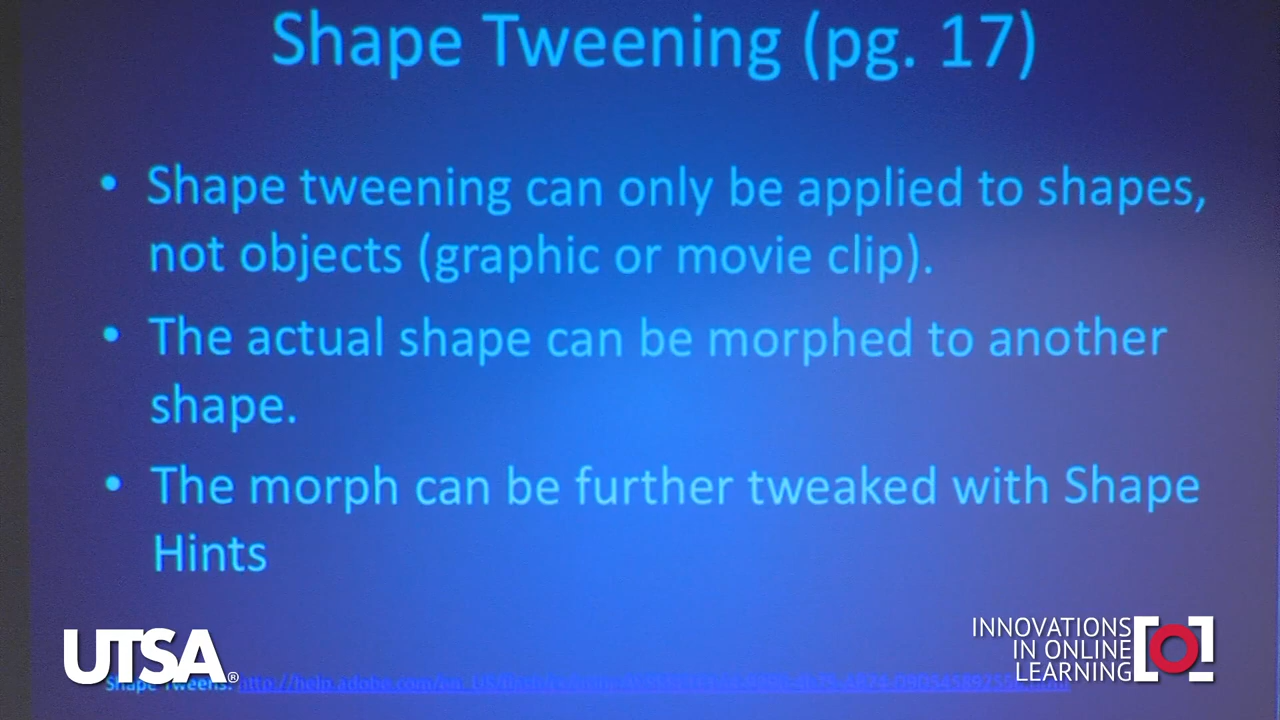 Shape Tweening (pg. 17)
• Shape tweening can only be applied to shapes,
not objects (graphic or movie clip).
• The actual shape can be morphed to another
shape.
• The morph can be further tweaked with Shape
Hints
UTSA®
INNOVATIONS
IN ONLINE
LEARNING
Shape Tweens: